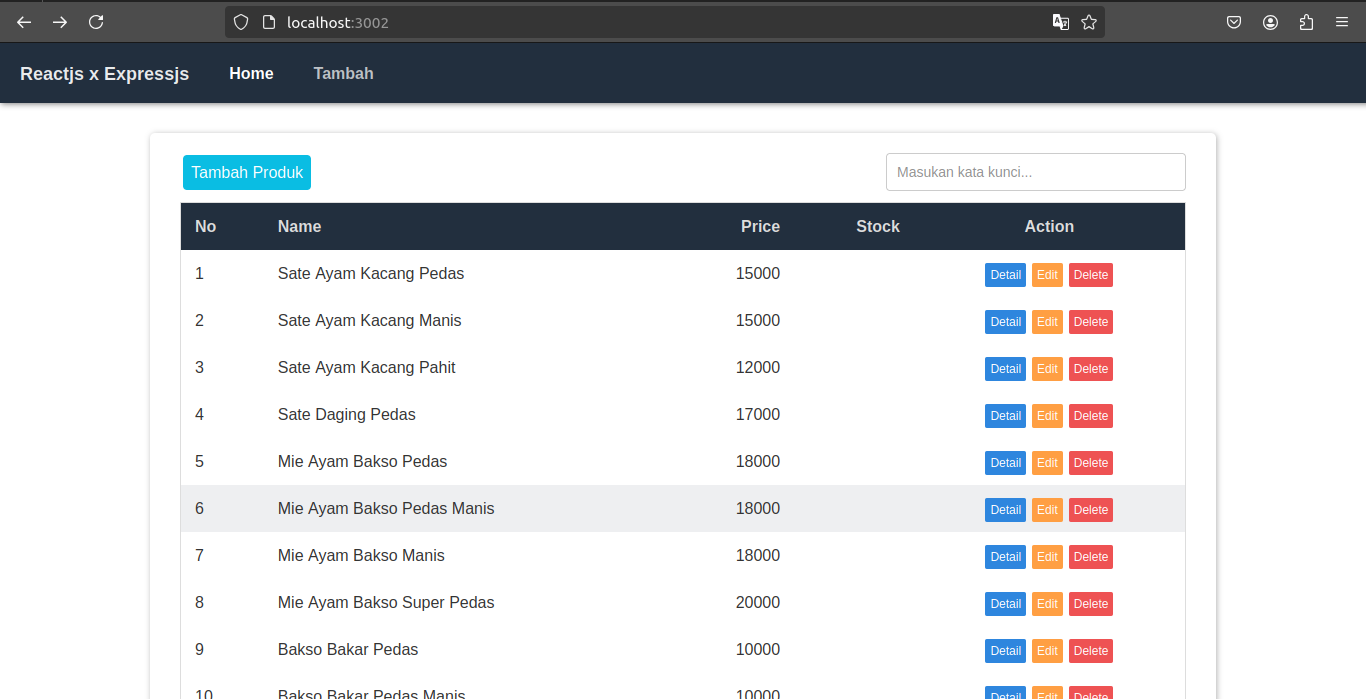 localhost:3002
Reactjs x Expressjs Home Tambah
Tambah Produk Masukan kata kunci...
No Name Price Stock Action
1 Sate Ayam Kacang Pedas 15000 Detail Edit Delete
2 Sate Ayam Kacang Manis 15000 Detail Edit Delete
3 Sate Ayam Kacang Pahit 12000 Detail Edit Delete
4 Sate Daging Pedas 17000 Detail Edit Delete
5 Mie Ayam Bakso Pedas 18000 Detail Edit Delete
6 Mie Ayam Bakso Pedas Manis 18000 Detail Edit Delete
7 Mie Ayam Bakso Manis 18000 Detail Edit Delete
8 Mie Ayam Bakso Super Pedas 20000 Detail Edit Delete
9 Bakso Bakar Pedas 10000 Detail Edit Delete
10 Bakso Bakar Pedas Manis 10000 Detail Edit Delete